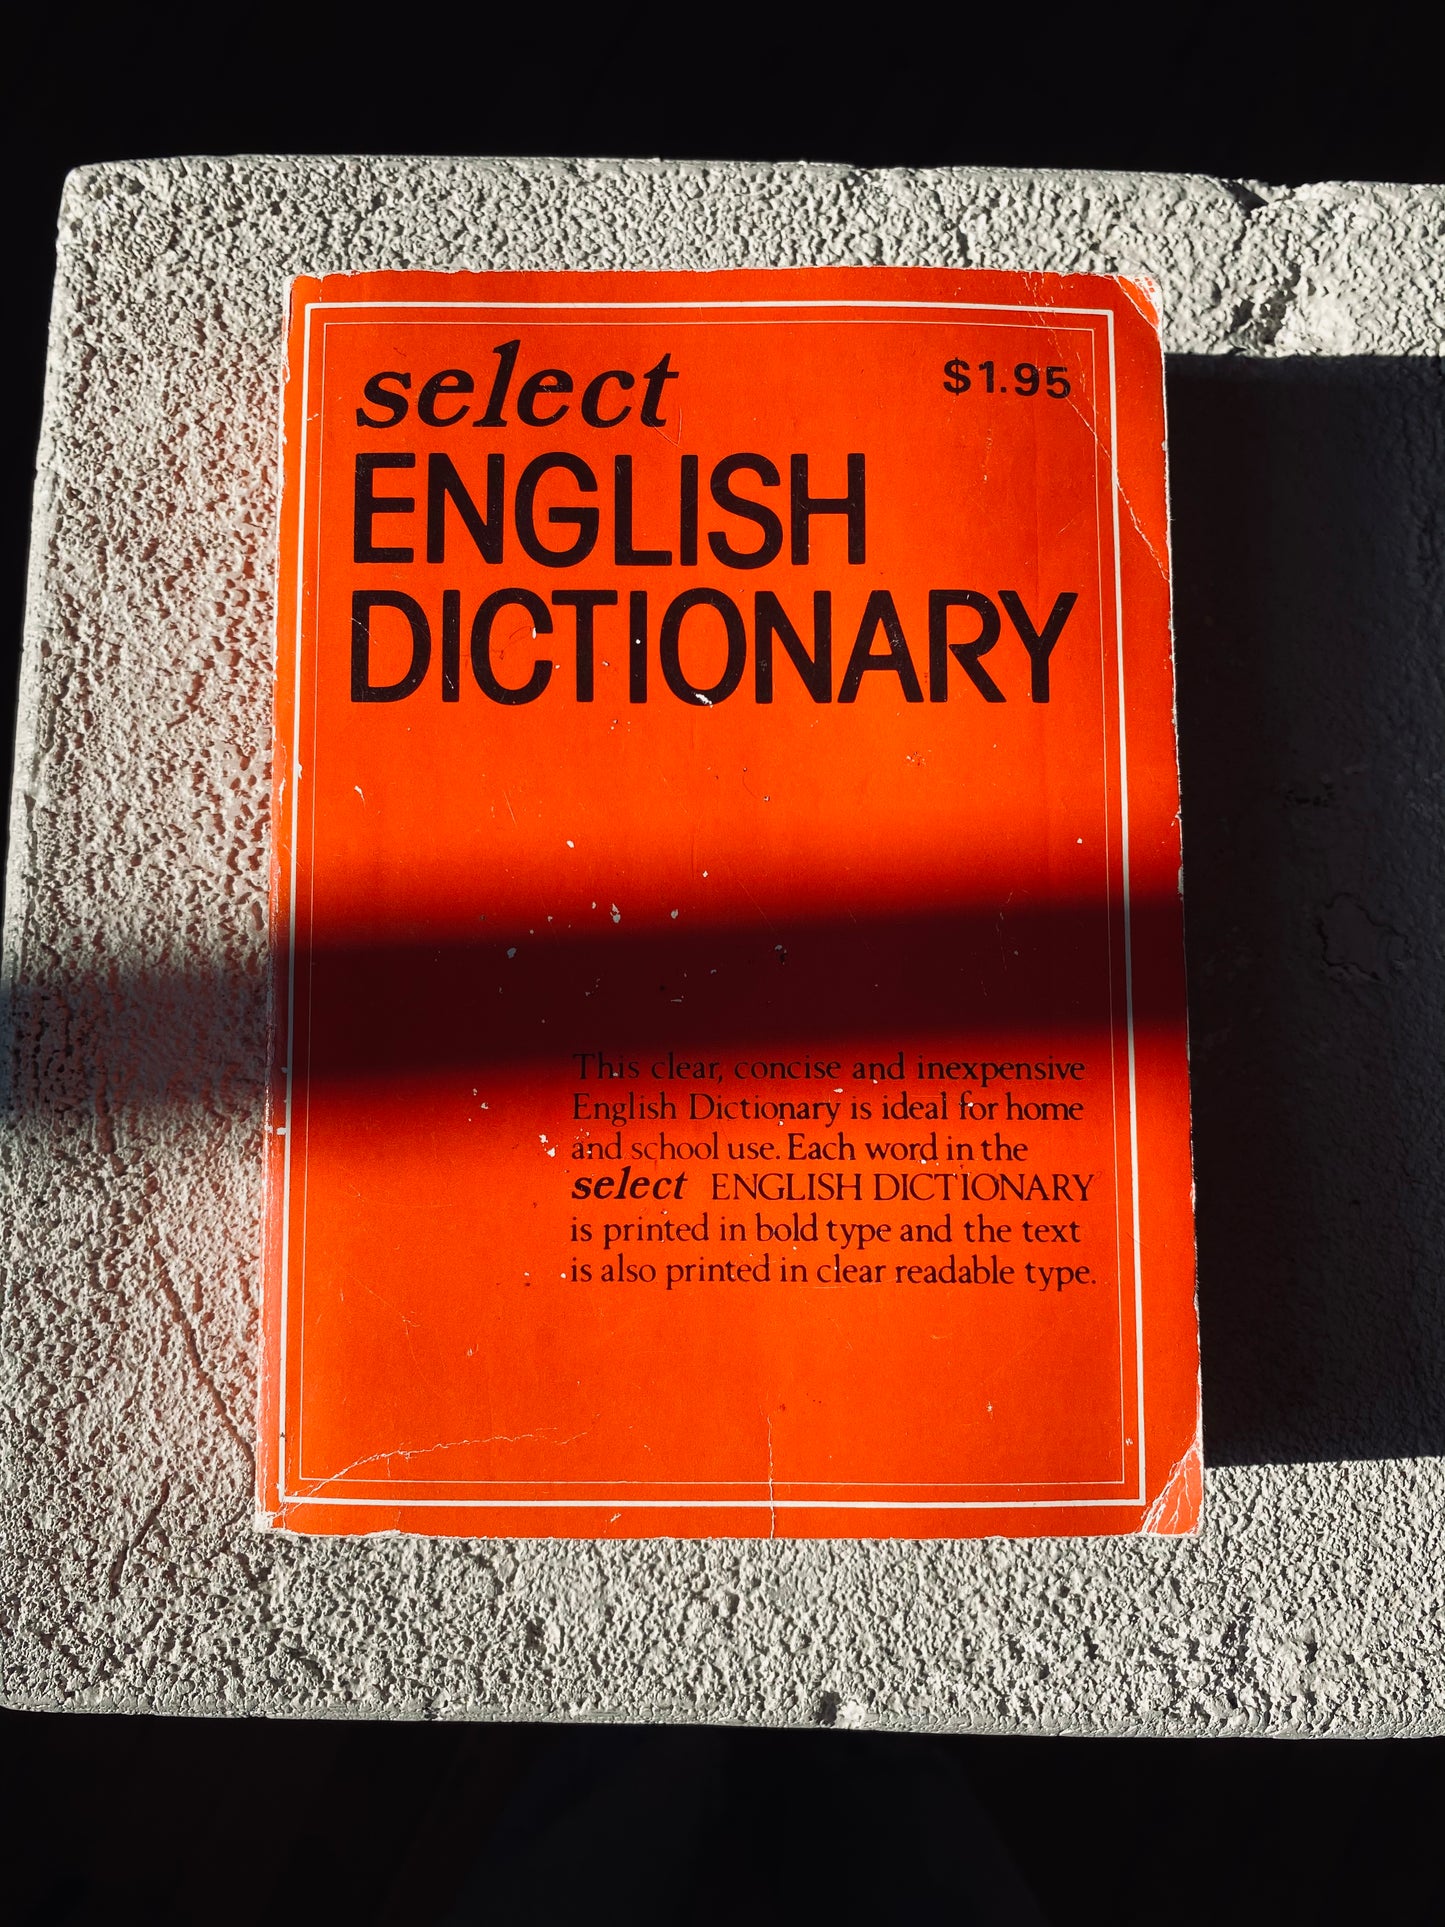 select
$1.95
ENGLISH
DICTIONARY
This clear, concise and inexpensive
English Dictionary is ideal for home
and school use. Each word in the
select ENGLISH DICTIONARY
is printed in bold type and the text
is also printed in clear readable type.